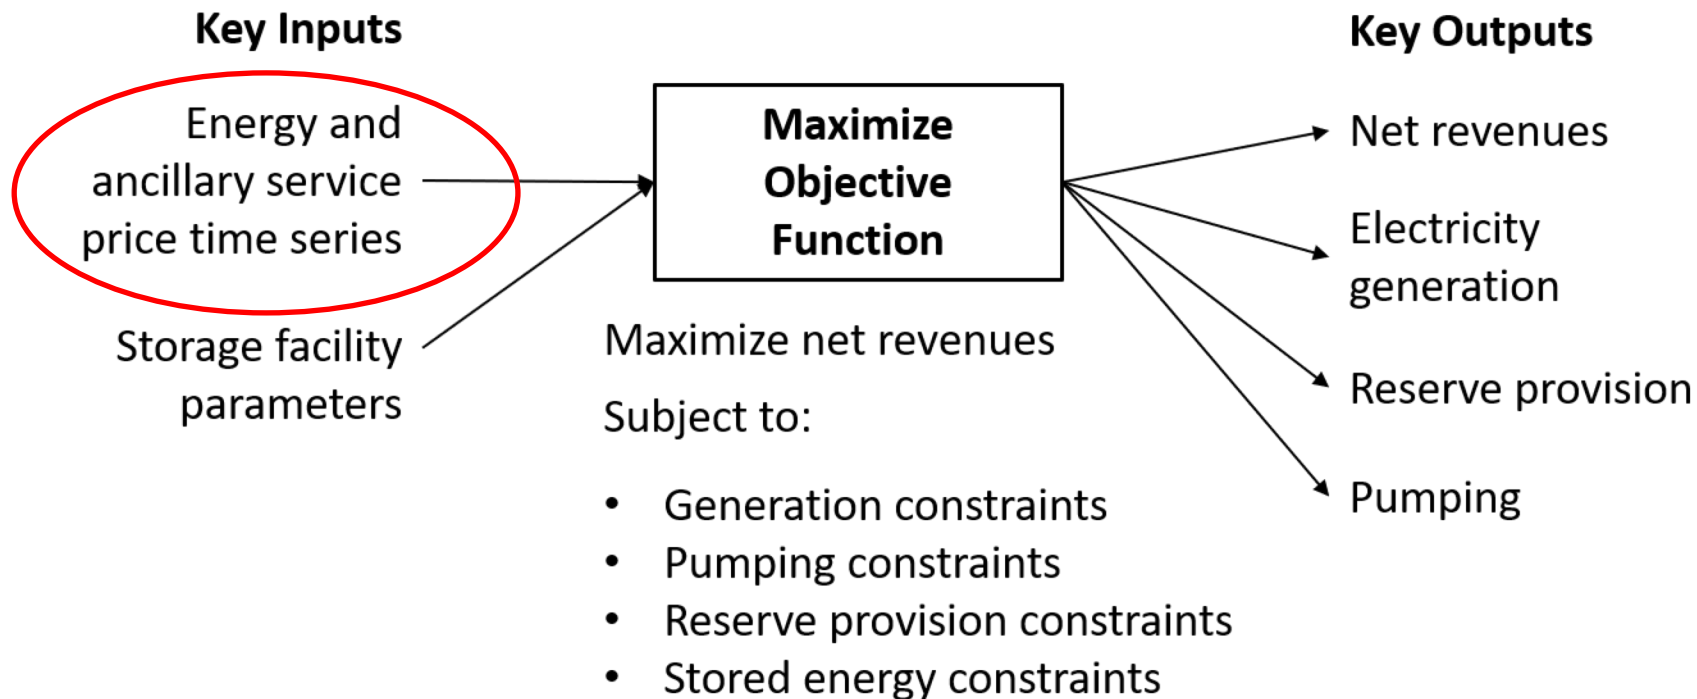 Key Inputs
Energy and
ancillary service
price time series
Storage facility
parameters
Maximize
Objective
Function
Maximize net revenues
Subject to:
• Generation constraints
• Pumping constraints
• Reserve provision constraints
• Stored energy constraints
Key Outputs
Net revenues
Electricity
generation
Reserve provision
Pumping